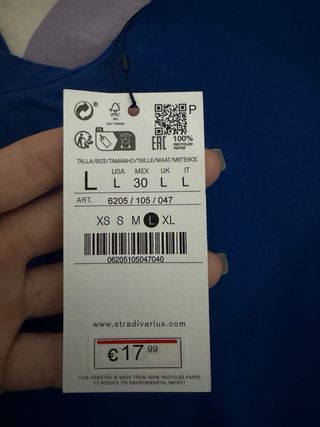 FSC
P
EAC
100%
RECYCLED
PAPER
TALLA/SIZE/TAMANHO/TAILLE/MAAT/ΜΕΓΕΘΟΣ
L
USA
L
MEX
30
UK
L
IT
L
ART.
6205 / 105 / 047
XS S M L XL
06205105047040
www.stradivarius.com
€17.99
THIS HANGTAG IS MADE FROM 100% RECYCLED PAPER
TO REDUCE ITS ENVIRONMENTAL IMPACT